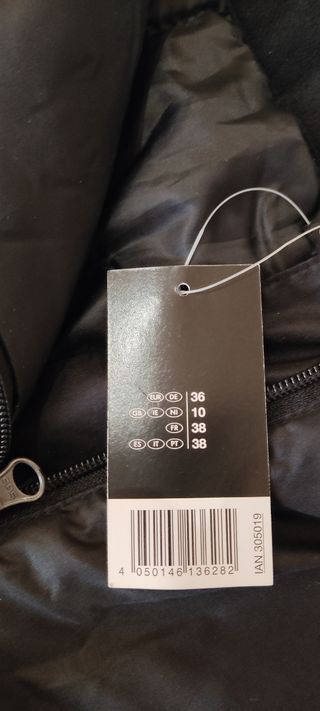 EUR DE 36
GB IE NI 10
FR 38
ES IT PT 38
4 050146 136282
IAN 305019